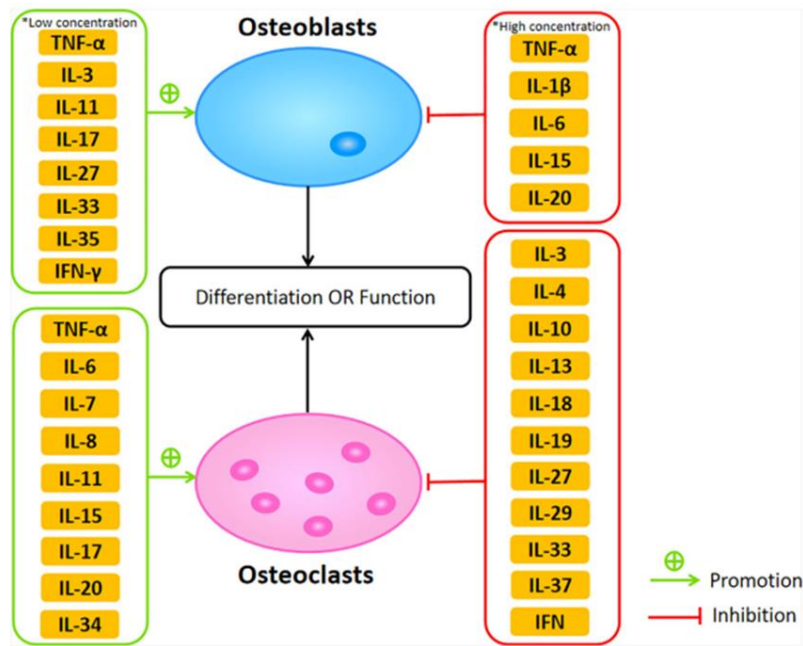 *Low concentration
TNF-α
IL-3
IL-11
IL-17
IL-27
IL-33
IL-35
IFN-γ
Osteoblasts
*High concentration
TNF-α
IL-1β
IL-6
IL-15
IL-20
Differentiation OR Function
TNF-α
IL-6
IL-7
IL-8
IL-11
IL-15
IL-17
IL-20
IL-34
Osteoclasts
IL-3
IL-4
IL-10
IL-13
IL-18
IL-19
IL-27
IL-29
IL-33
IL-37
IFN
Promotion
Inhibition